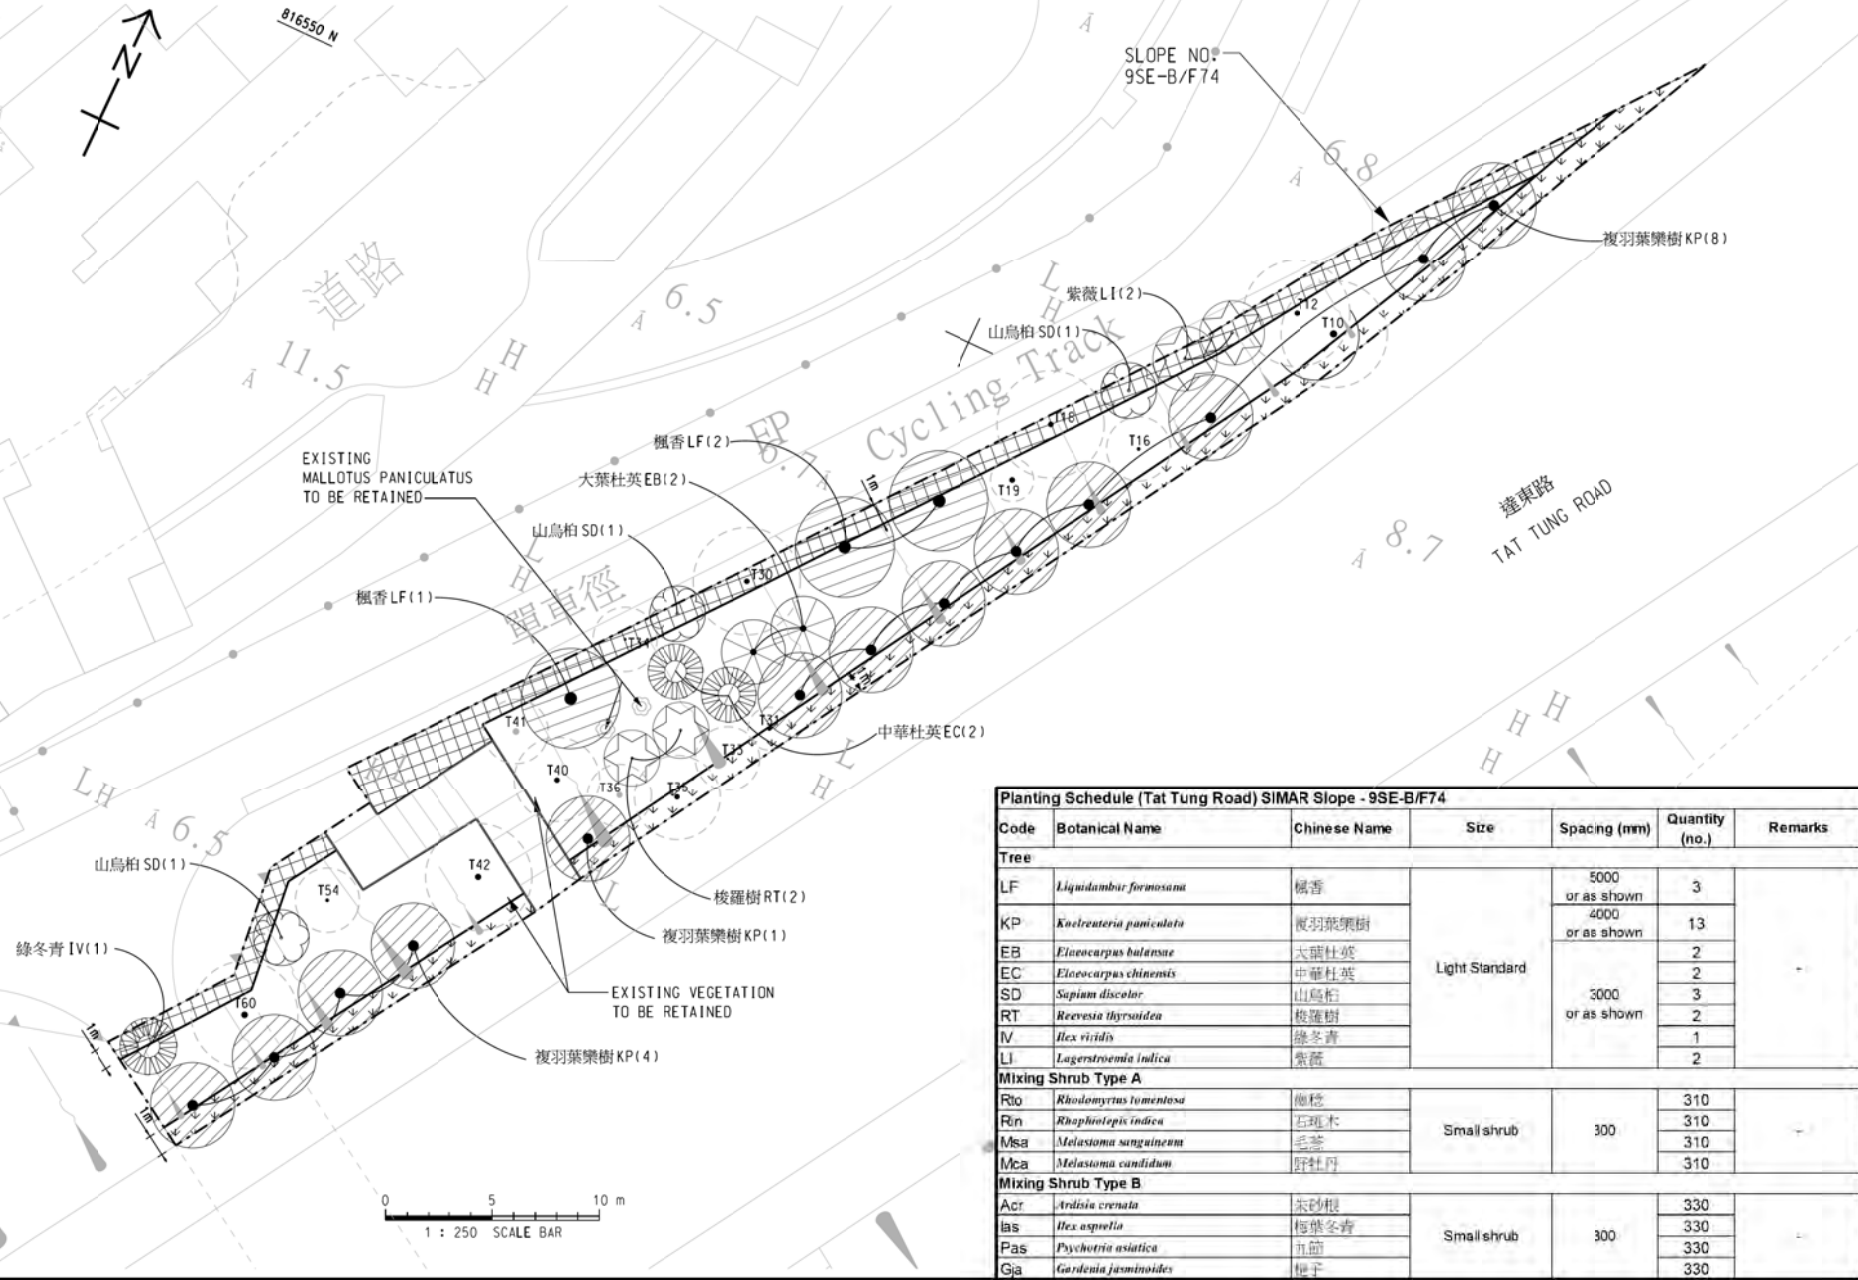 N
816550 N
SLOPE NO.
9SE-B/F74
6.8
複羽葉欒樹 KP(8)
道路
6.5
11.5
H
H
L
H
紫薇 LI(2)
山烏桕 SD(1)
T12
T10
Cycling Track
EP
6.7
楓香 LF(2)
大葉杜英 EB(2)
1m
T18
T16
T19
EXISTING
MALLOTUS PANICULATUS
TO BE RETAINED
達東路
TAT TUNG ROAD
8.7
山烏桕 SD(1)
L
H
單車徑
T30
楓香 LF(1)
T34
1m
T41
T31
T33
中華杜英 EC(2)
L
H
H
H
H
T40
T36
T35
L H
6.5
山烏桕 SD(1)
T42
T54
梭羅樹 RT(2)
L
複羽葉欒樹 KP(1)
綠冬青 IV(1)
T60
EXISTING VEGETATION
TO BE RETAINED
1m
複羽葉欒樹 KP(4)
1m
0 5 10 m
1 : 250 SCALE BAR
Planting Schedule (Tat Tung Road) SIMAR Slope - 9SE-B/F74
Code Botanical Name Chinese Name Size Spacing (mm) Quantity (no.) Remarks
Tree
LF Liquidambar formosana 楓香 Light Standard 5000 or as shown 3 -
KP Koelreuteria paniculata 複羽葉欒樹 4000 or as shown 13
EB Elaeocarpus balansae 大葉杜英 3000 or as shown 2
EC Elaeocarpus chinensis 中華杜英 2
SD Sapium discolor 山烏桕 3
RT Reevesia thyrsoidea 梭羅樹 2
IV Ilex viridis 綠冬青 1
LI Lagerstroemia indica 紫薇 2
Mixing Shrub Type A
Rto Rhodomyrtus tomentosa 崗稔 Small shrub 300 310 -
Rin Rhaphiolepis indica 石斑木 310
Msa Melastoma sanguineum 毛菍 310
Mca Melastoma candidum 野牡丹 310
Mixing Shrub Type B
Acr Ardisia crenata 朱砂根 Small shrub 300 330 -
Ias Ilex asprella 梅葉冬青 330
Pas Psychotria asiatica 九節 330
Gja Gardenia jasminoides 梔子 330